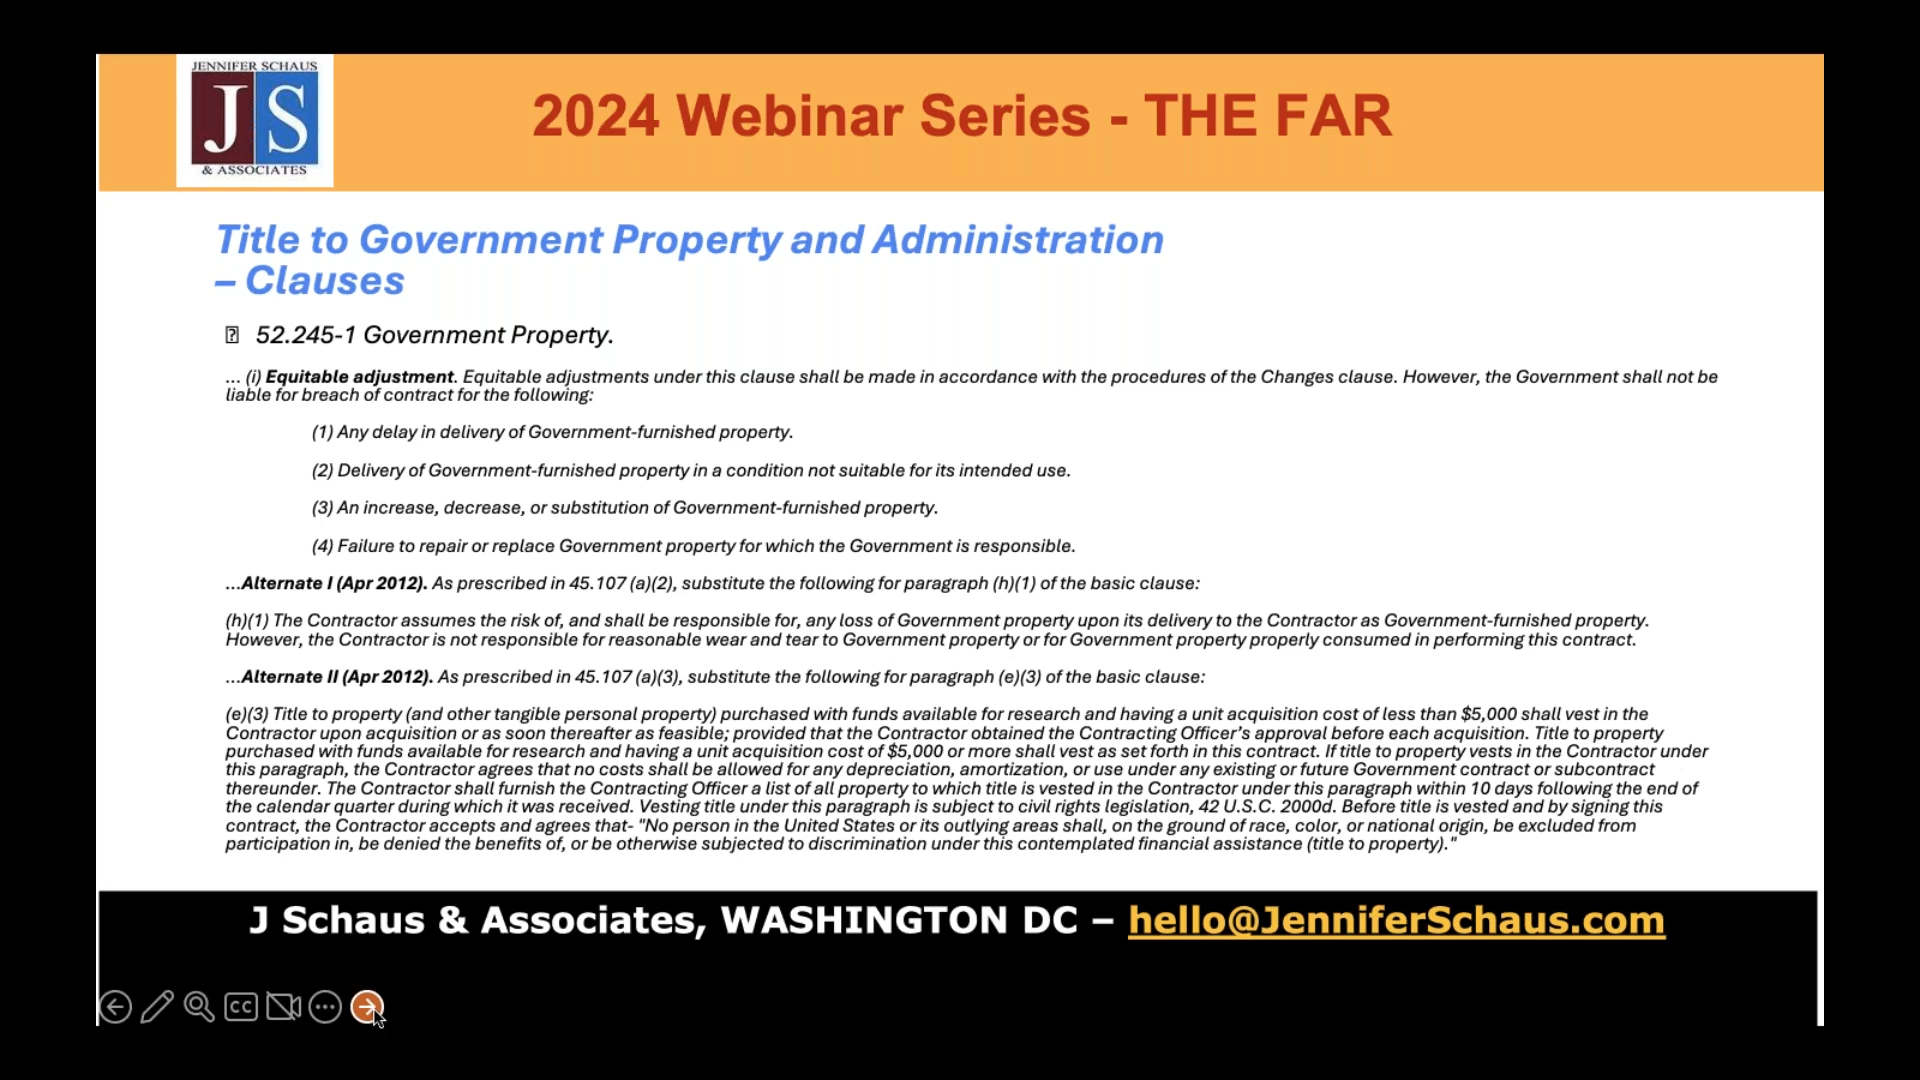 JENNIFER SCHAUS
JS
& ASSOCIATES
2024 Webinar Series - THE FAR
Title to Government Property and Administration
– Clauses
52.245-1 Government Property.
... (i) Equitable adjustment. Equitable adjustments under this clause shall be made in accordance with the procedures of the Changes clause. However, the Government shall not be
liable for breach of contract for the following:
(1) Any delay in delivery of Government-furnished property.
(2) Delivery of Government-furnished property in a condition not suitable for its intended use.
(3) An increase, decrease, or substitution of Government-furnished property.
(4) Failure to repair or replace Government property for which the Government is responsible.
...Alternate I (Apr 2012). As prescribed in 45.107 (a)(2), substitute the following for paragraph (h)(1) of the basic clause:
(h)(1) The Contractor assumes the risk of, and shall be responsible for, any loss of Government property upon its delivery to the Contractor as Government-furnished property.
However, the Contractor is not responsible for reasonable wear and tear to Government property or for Government property properly consumed in performing this contract.
...Alternate II (Apr 2012). As prescribed in 45.107 (a)(3), substitute the following for paragraph (e)(3) of the basic clause:
(e)(3) Title to property (and other tangible personal property) purchased with funds available for research and having a unit acquisition cost of less than $5,000 shall vest in the
Contractor upon acquisition or as soon thereafter as feasible; provided that the Contractor obtained the Contracting Officer's approval before each acquisition. Title to property
purchased with funds available for research and having a unit acquisition cost of $5,000 or more shall vest as set forth in this contract. If title to property vests in the Contractor under
this paragraph, the Contractor agrees that no costs shall be allowed for any depreciation, amortization, or use under any existing or future Government contract or subcontract
thereunder. The Contractor shall furnish the Contracting Officer a list of all property to which title is vested in the Contractor under this paragraph within 10 days following the end of
the calendar quarter during which it was received. Vesting title under this paragraph is subject to civil rights legislation, 42 U.S.C. 2000d. Before title is vested and by signing this
contract, the Contractor accepts and agrees that- "No person in the United States or its outlying areas shall, on the ground of race, color, or national origin, be excluded from
participation in, be denied the benefits of, or be otherwise subjected to discrimination under this contemplated financial assistance (title to property)."
J Schaus & Associates, WASHINGTON DC – hello@JenniferSchaus.com
CC